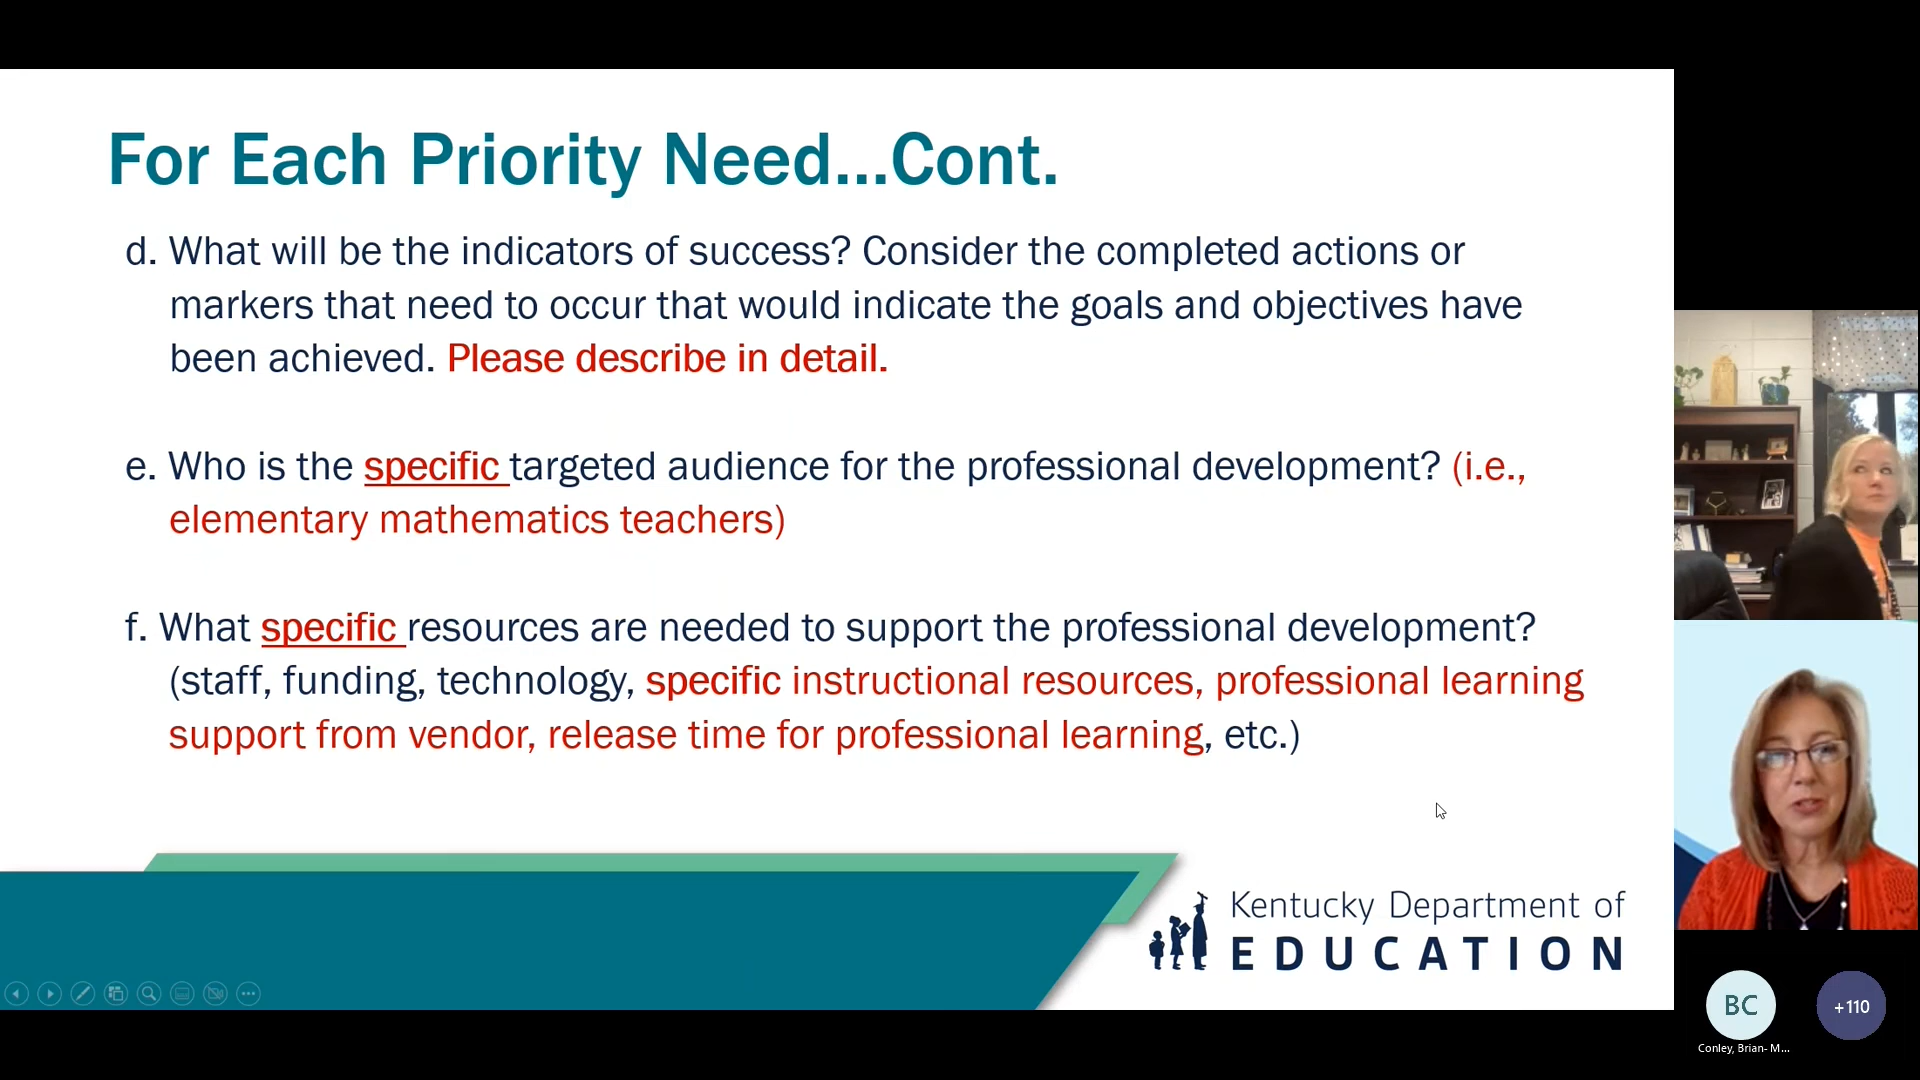 For Each Priority Need...Cont.
d. What will be the indicators of success? Consider the completed actions or
markers that need to occur that would indicate the goals and objectives have
been achieved. Please describe in detail.
e. Who is the specific targeted audience for the professional development? (i.e.,
elementary mathematics teachers)
f. What specific resources are needed to support the professional development?
(staff, funding, technology, specific instructional resources, professional learning
support from vendor, release time for professional learning, etc.)
Kentucky Department of
EDUCATION
BC
+110
Conley, Brian- M...